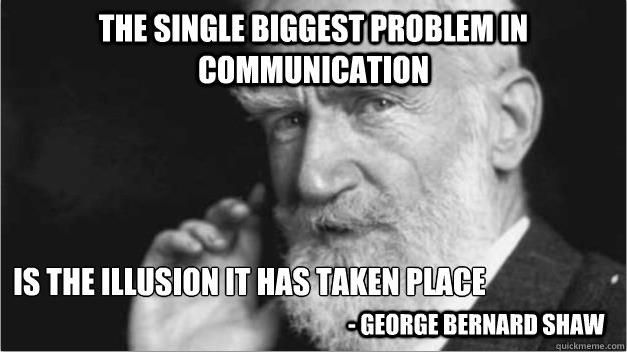 THE SINGLE BIGGEST PROBLEM IN
COMMUNICATION
IS THE ILLUSION IT HAS TAKEN PLACE
- GEORGE BERNARD SHAW
quickmeme.com